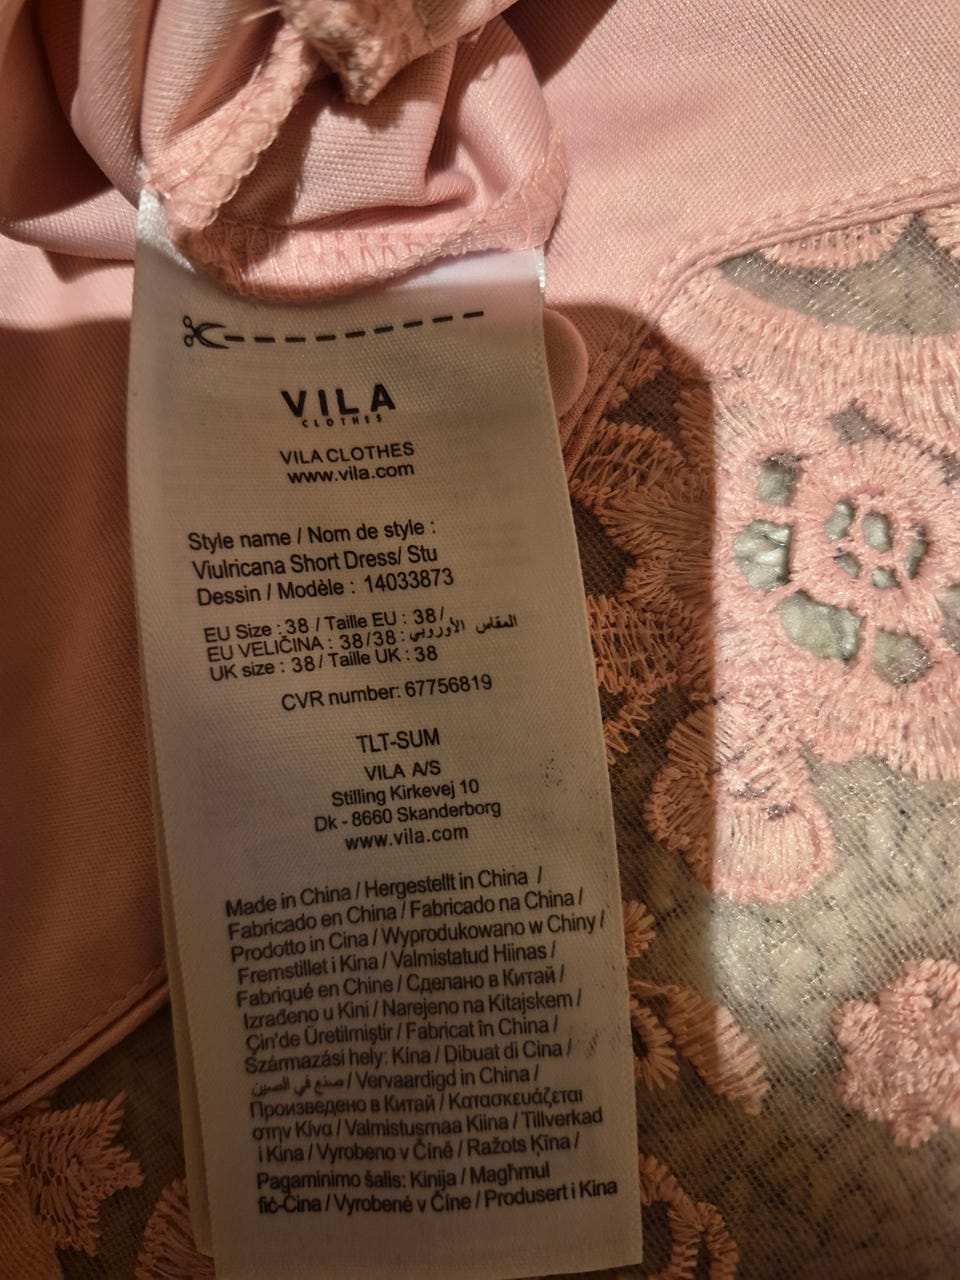 VILA
CLOTHES
VILA CLOTHES
www.vila.com
Style name / Nom de style :
Viulricana Short Dress/ Stu
Dessin / Modèle : 14033873
EU Size : 38 / Taille EU : 38/
EU VELIČINA : 38/38 : المقاس الأوروبي
UK size : 38 / Taille UK : 38
CVR number: 67756819
TLT-SUM
VILA A/S
Stilling Kirkevej 10
Dk - 8660 Skanderborg
www.vila.com
Made in China / Hergestellt in China /
Fabricado en China / Fabricado na China /
Prodotto in Cina / Wyprodukowano w Chiny /
Fremstillet i Kina / Valmistatud Hiinas /
Fabriqué en Chine / Сделано в Китай /
Izrađeno u Kini / Narejeno na Kitajskem /
Çin'de Üretilmiştir / Fabricat în China /
Származási hely: Kína / Dibuat di Cina /
صنع في الصين / Vervaardigd in China /
Произведено в Китай / Κατασκευάζεται
στην Κίνα / Valmistusmaa Kiina / Tillverkad
i Kina / Vyrobeno v Číně / Ražots Ķīna /
Pagaminimo šalis: Kinija / Magħmul
fiċ-Ċina / Vyrobené v Číne / Produsert i Kina